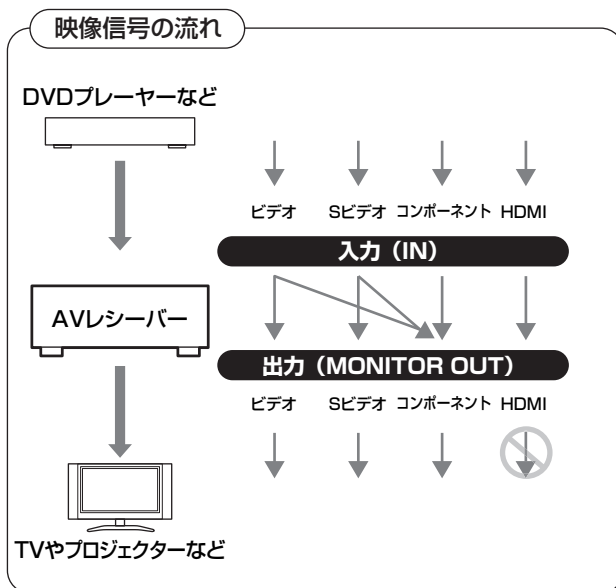 映像信号の流れ
DVDプレーヤーなど
ビデオ Sビデオ コンポーネント HDMI
入力（IN）
AVレシーバー
出力（MONITOR OUT）
ビデオ Sビデオ コンポーネント HDMI
TVやプロジェクターなど